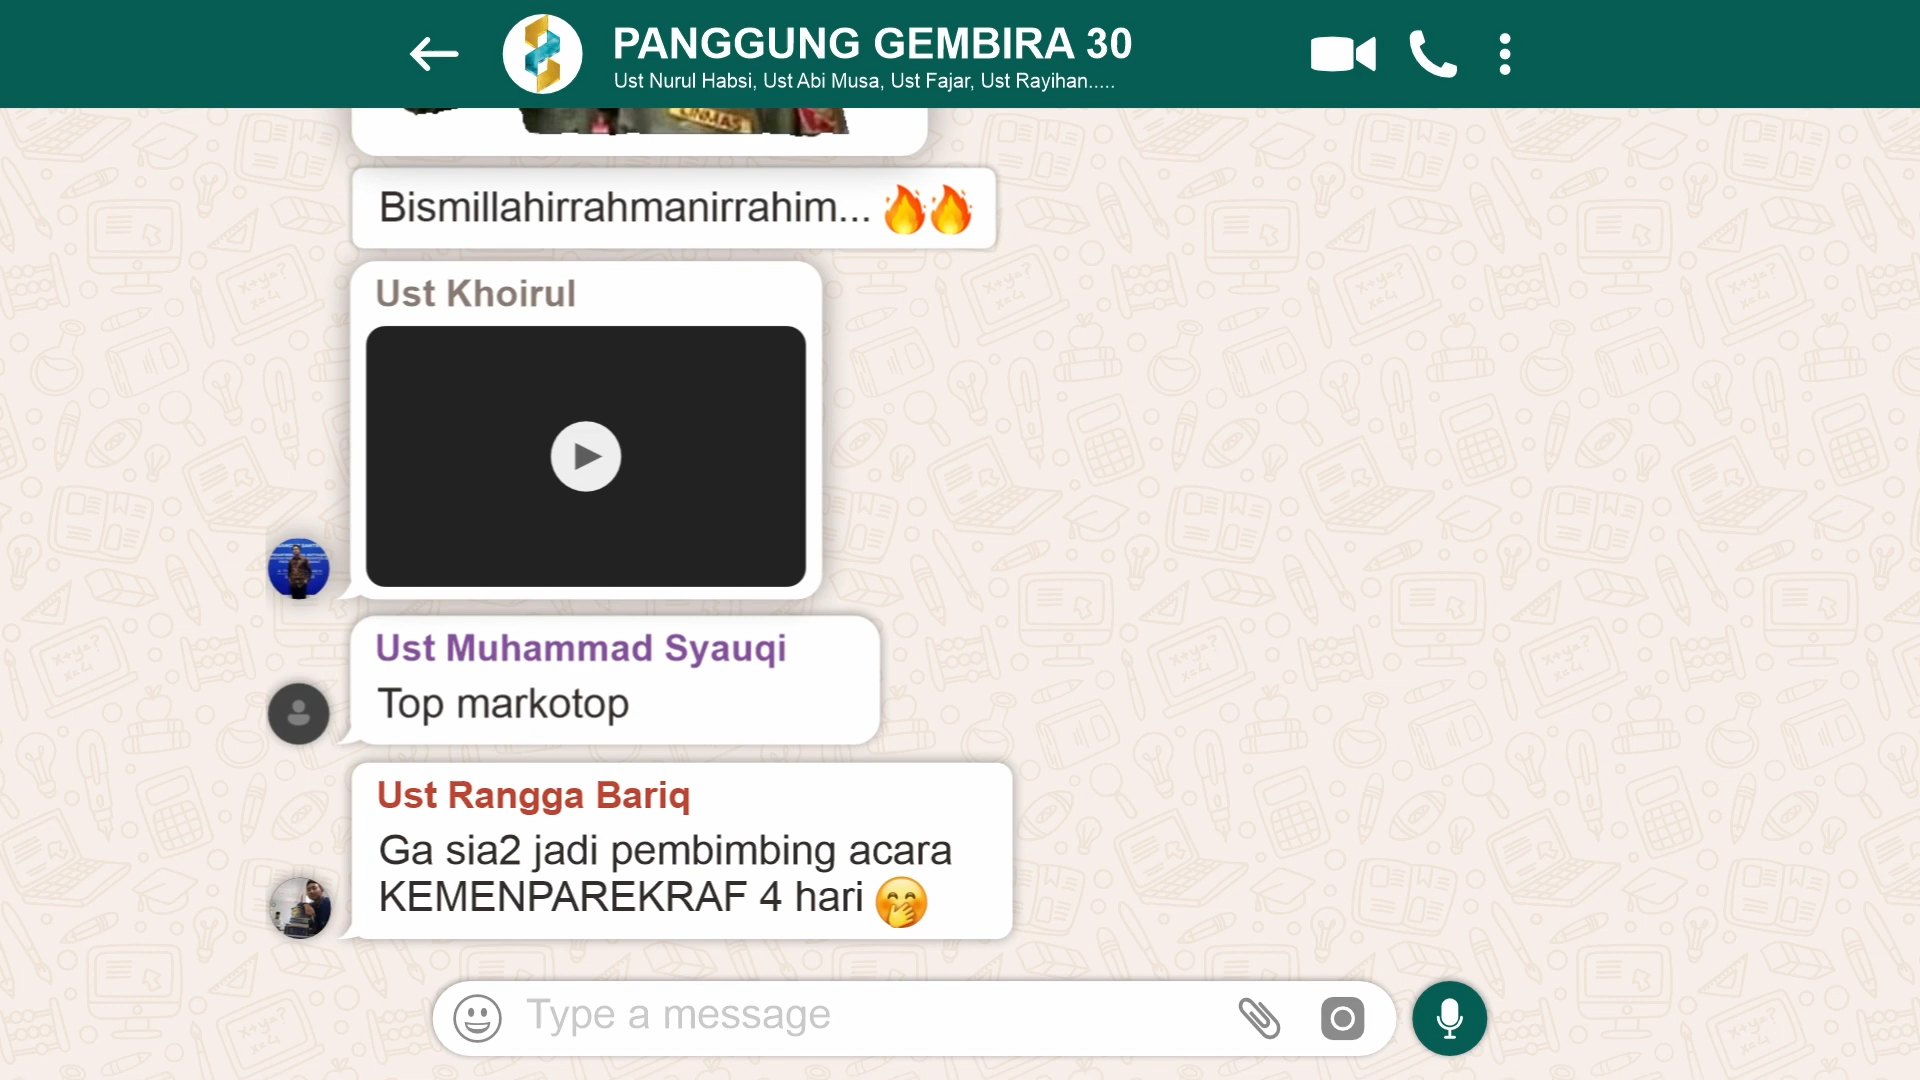 PANGGUNG GEMBIRA 30
Ust Nurul Habsi, Ust Abi Musa, Ust Fajar, Ust Rayihan.....
Bismillahirrahmanirrahim... 🔥🔥
Ust Khoirul
Ust Muhammad Syauqi
Top markotop
Ust Rangga Bariq
Ga sia2 jadi pembimbing acara
KEMENPAREKRAF 4 hari 🤭
Type a message